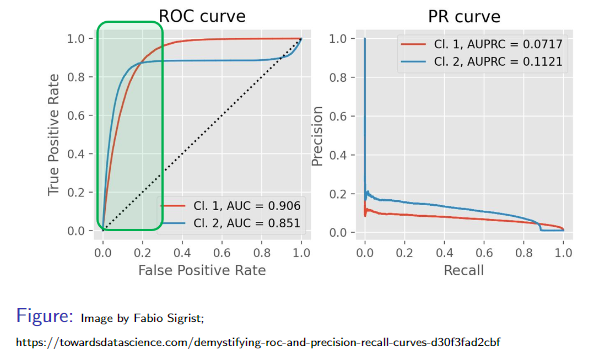 ROC curve
True Positive Rate
1.0
0.8
0.6
0.4
0.2
0.0
Cl. 1, AUC = 0.906
Cl. 2, AUC = 0.851
0.0 0.2 0.4 0.6 0.8 1.0
False Positive Rate
PR curve
Precision
1.0
0.8
0.6
0.4
0.2
0.0
Cl. 1, AUPRC = 0.0717
Cl. 2, AUPRC = 0.1121
0.0 0.2 0.4 0.6 0.8 1.0
Recall
Figure: Image by Fabio Sigrist;
https://towardsdatascience.com/demystifying-roc-and-precision-recall-curves-d30f3fad2cbf